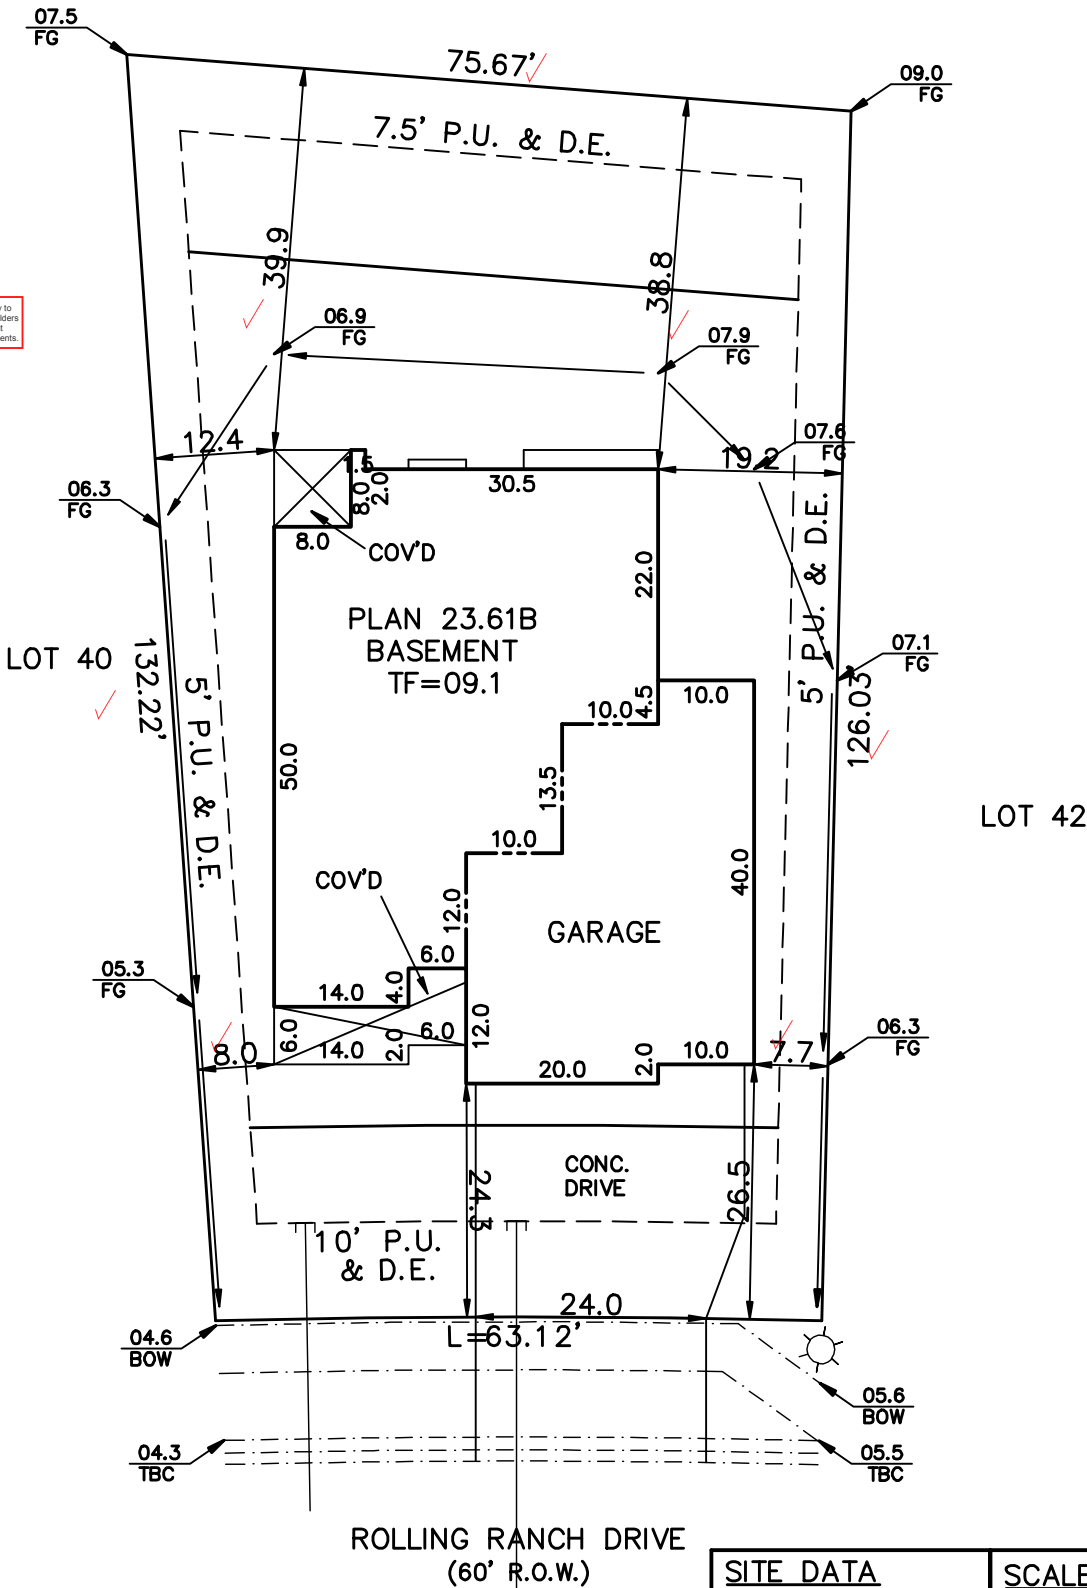 07.5
FG
75.67'
09.0
FG
7.5' P.U. & D.E.
39.9
38.8
to
lders
t
ents.
06.9
FG
07.9
FG
07.6
FG
12.4
19.2
1.5
8.0
2.0
30.5
06.3
FG
8.0
COV'D
22.0
5' P.U. & D.E.
PLAN 23.61B
BASEMENT
TF=09.1
LOT 40
132.22'
07.1
FG
5' P.U. & D.E.
4.5
10.0
10.0
126.03'
50.0
13.5
LOT 42
10.0
40.0
COV'D
12.0
GARAGE
6.0
05.3
FG
14.0
4.0
6.0
14.0
2.0
6.0
12.0
06.3
FG
8.0
7.7
20.0
2.0
10.0
24.3
CONC.
DRIVE
26.5
10' P.U.
& D.E.
24.0
L=63.12'
04.6
BOW
05.6
BOW
04.3
TBC
05.5
TBC
ROLLING RANCH DRIVE
(60' R.O.W.)
SITE DATA
SCALE